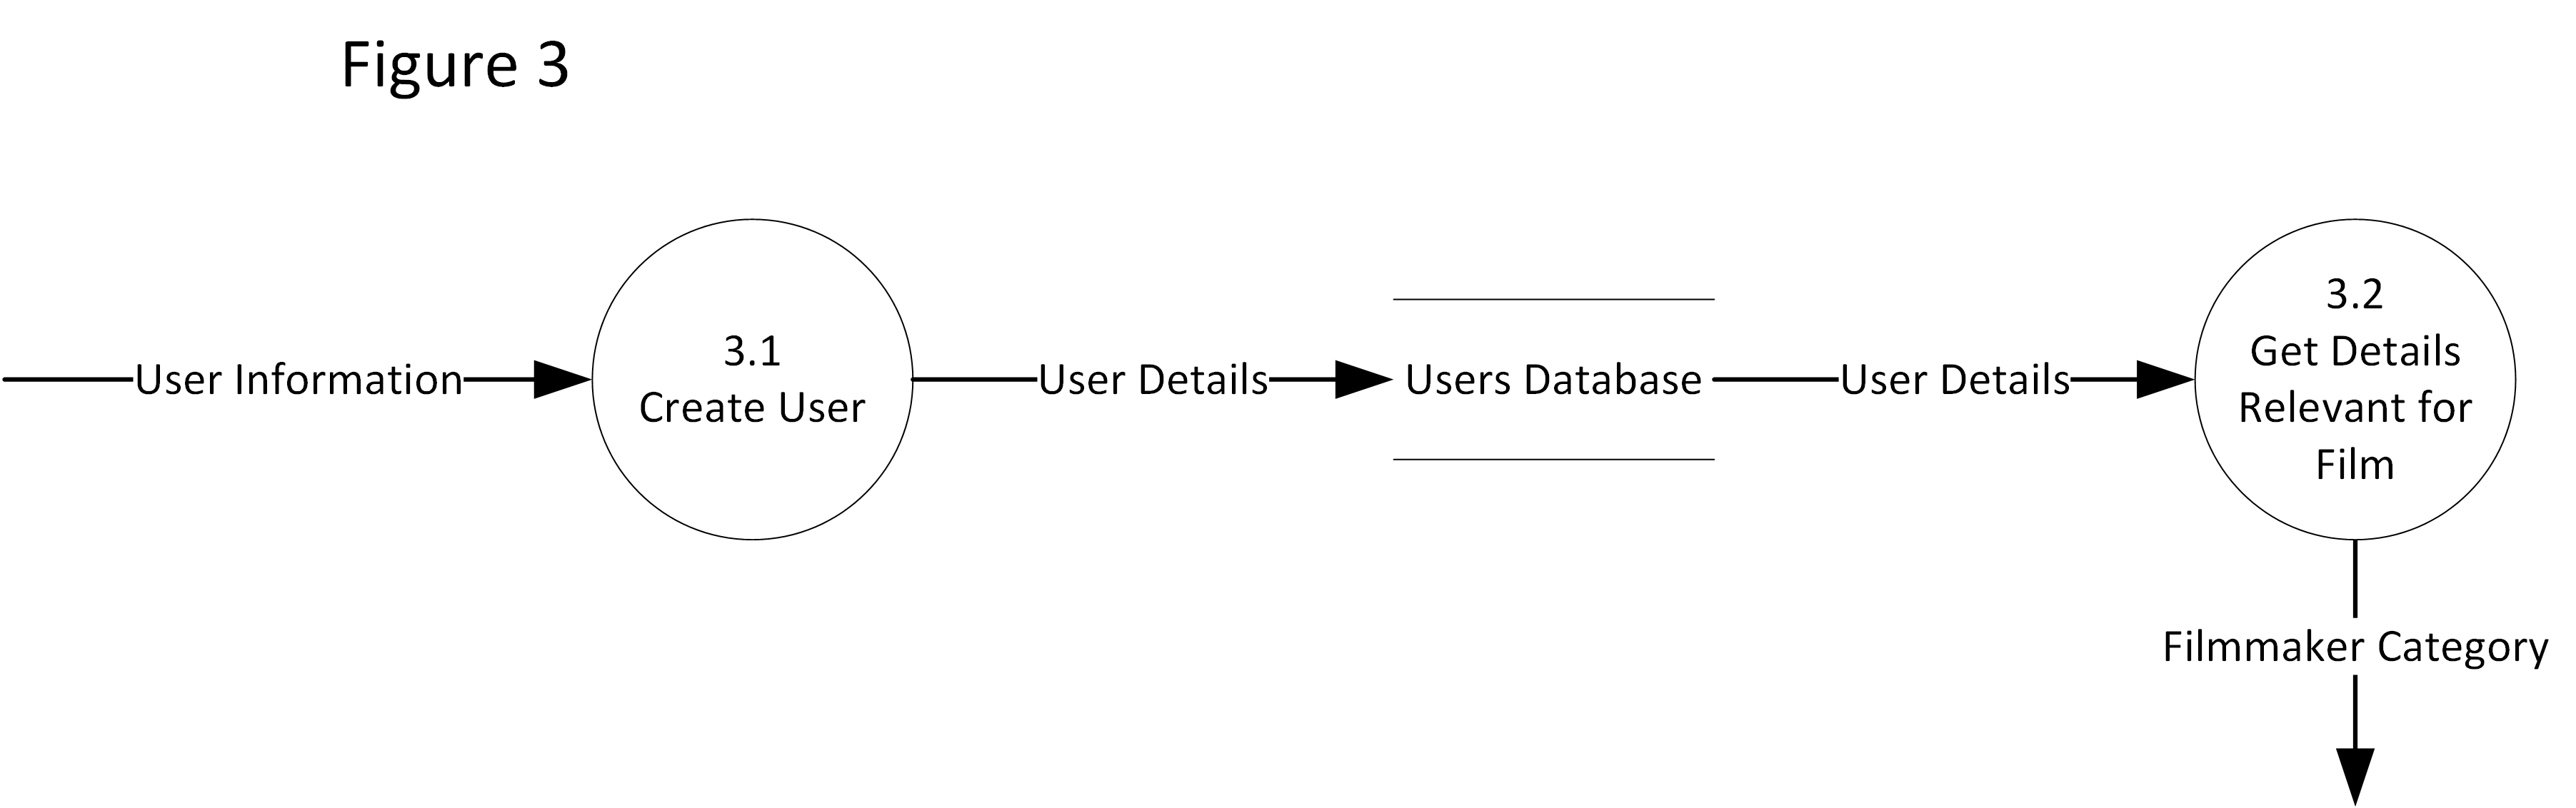 Figure 3
User Information
3.1
Create User
User Details
Users Database
User Details
3.2
Get Details
Relevant for
Film
Filmmaker Category